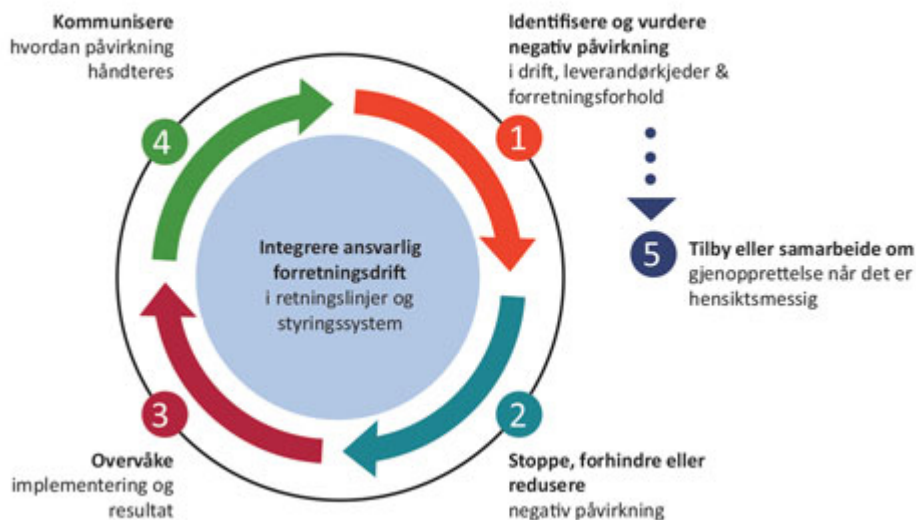 Kommunisere
hvordan påvirkning
håndteres
4
Identifisere og vurdere
negativ påvirkning
i drift, leverandørkjeder &
forretningsforhold
1
Integrere ansvarlig
forretningsdrift
i retningslinjer og
styringssystem
5
Tilby eller samarbeide om
gjenopprettelse når det er
hensiktsmessig
3
Overvåke
implementering og
resultat
2
Stoppe, forhindre eller
redusere
negativ påvirkning